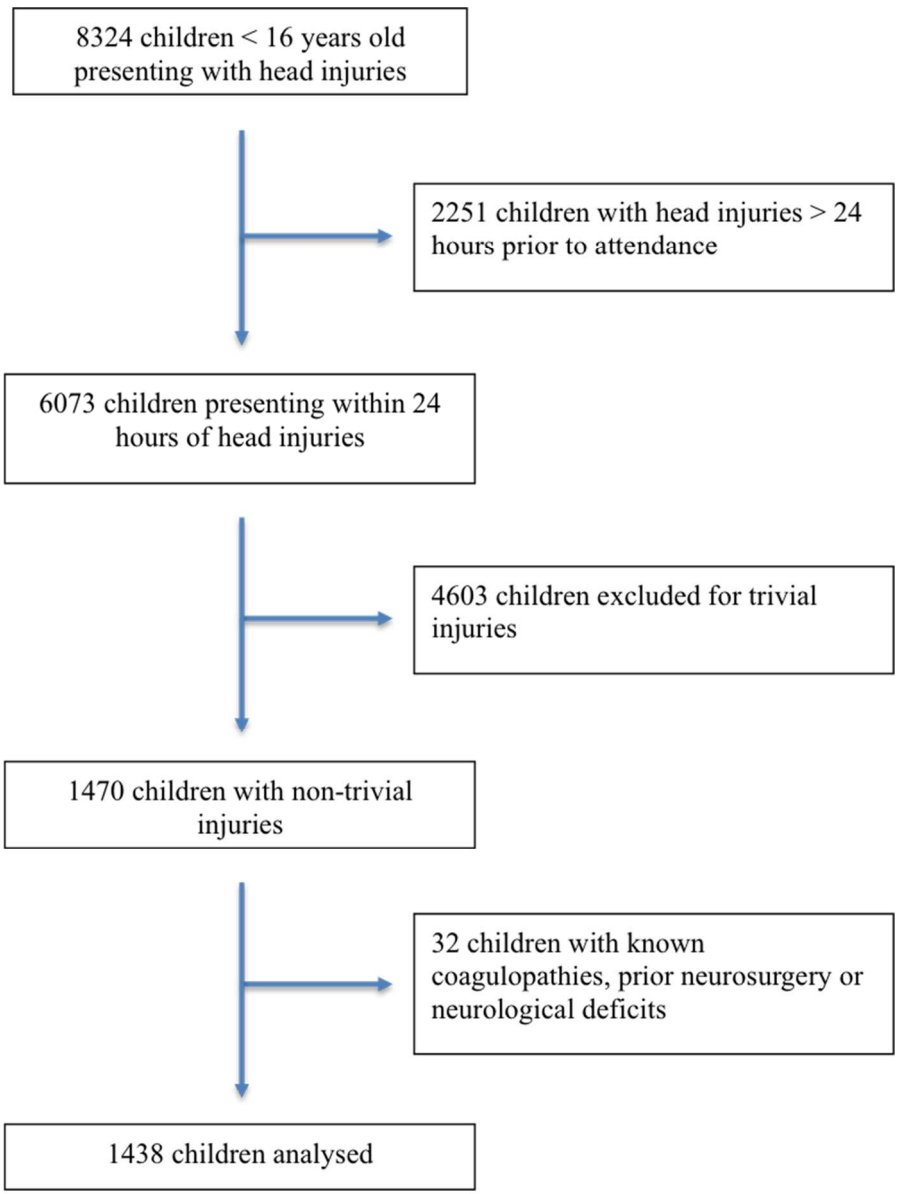 8324 children < 16 years old
presenting with head injuries
2251 children with head injuries > 24
hours prior to attendance
6073 children presenting within 24
hours of head injuries
4603 children excluded for trivial
injuries
1470 children with non-trivial
injuries
32 children with known
coagulopathies, prior neurosurgery or
neurological deficits
1438 children analysed